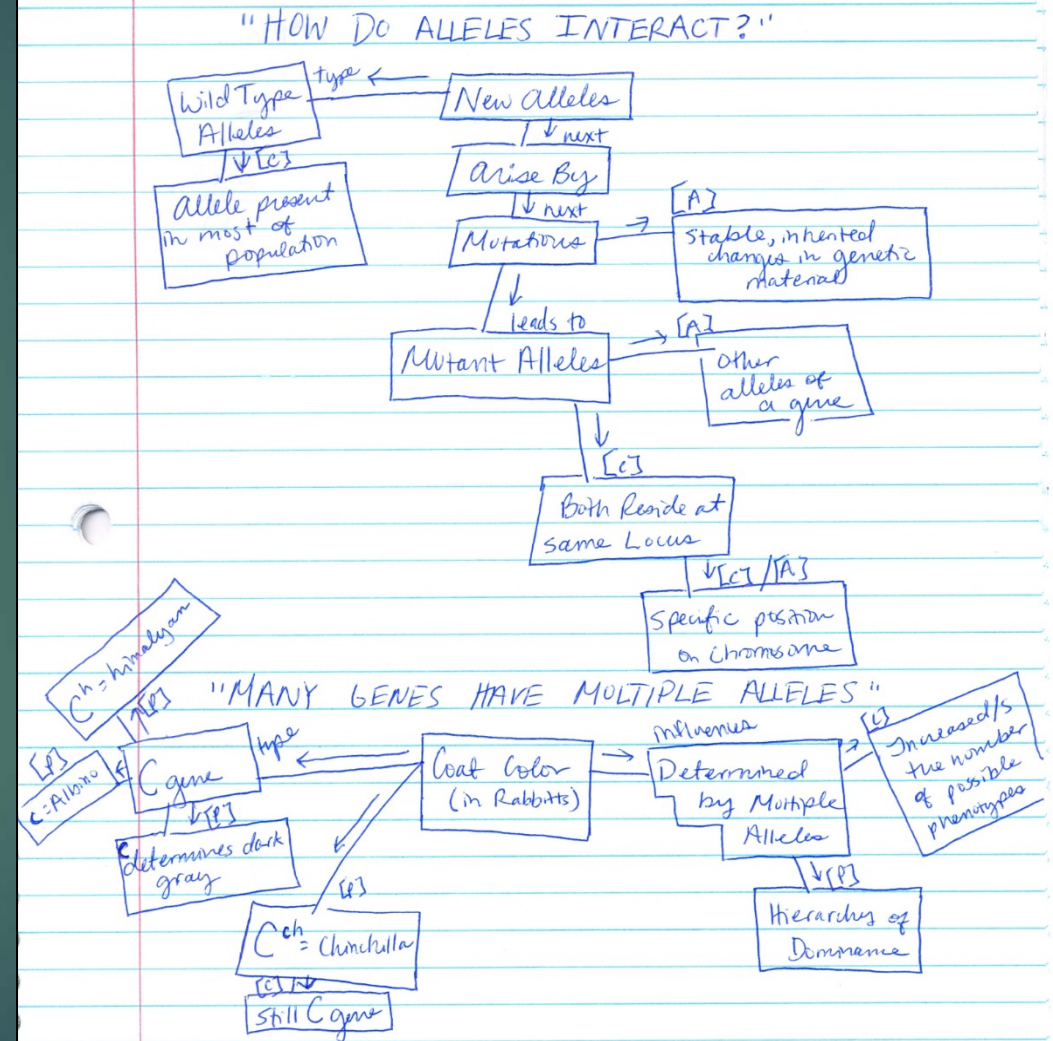 "HOW DO ALLELES INTERACT?"
type
Wild Type
Alleles
New alleles
next
[C]
arise By
allele present
in most of
population
next
[A]
Mutations
Stable, inherited
changes in genetic
material
leads to
[A]
Mutant Alleles
other
alleles of
a gene
[C]
Both Reside at
same Locus
[C]/[A]
Specific position
on Chromosome
C^h = himalyan
"MANY GENES HAVE MULTIPLE ALLELES"
[P]
type
influences
[C]
Increased/s
the number
of possible
phenotypes
[P]
C gene
Coat Color
(in Rabbitts)
Determined
by Multiple
Alleles
c = Albino
[P]
C determines dark
gray
[P]
[P]
Hierarchy of
Dominance
C^ch = Chinchilla
[C]
Still C gene